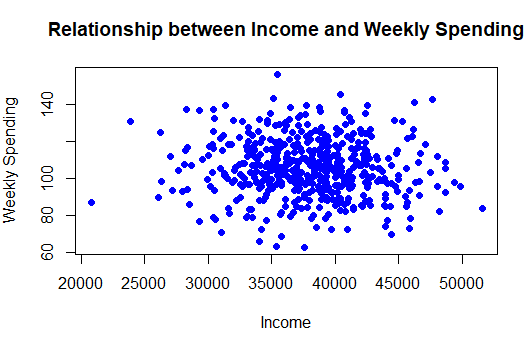 Relationship between Income and Weekly Spending
Weekly Spending
140
100
80
60
20000 25000 30000 35000 40000 45000 50000
Income